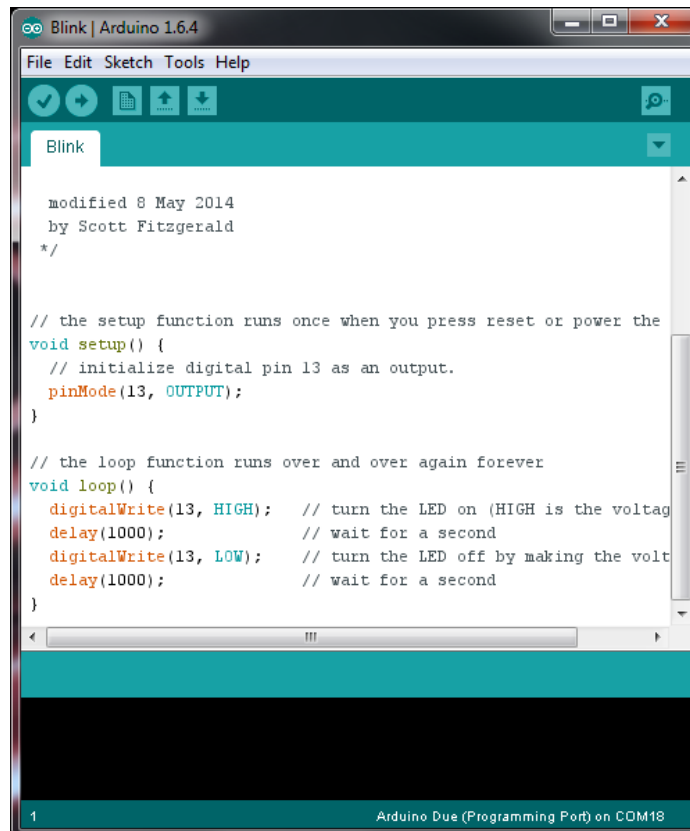 Blink | Arduino 1.6.4
File Edit Sketch Tools Help
Blink
modified 8 May 2014
by Scott Fitzgerald
*/
// the setup function runs once when you press reset or power the
void setup() {
// initialize digital pin 13 as an output.
pinMode(13, OUTPUT);
}
// the loop function runs over and over again forever
void loop() {
digitalWrite(13, HIGH);   // turn the LED on (HIGH is the voltag
delay(1000);              // wait for a second
digitalWrite(13, LOW);    // turn the LED off by making the volt
delay(1000);              // wait for a second
}
1 Arduino Due (Programming Port) on COM18